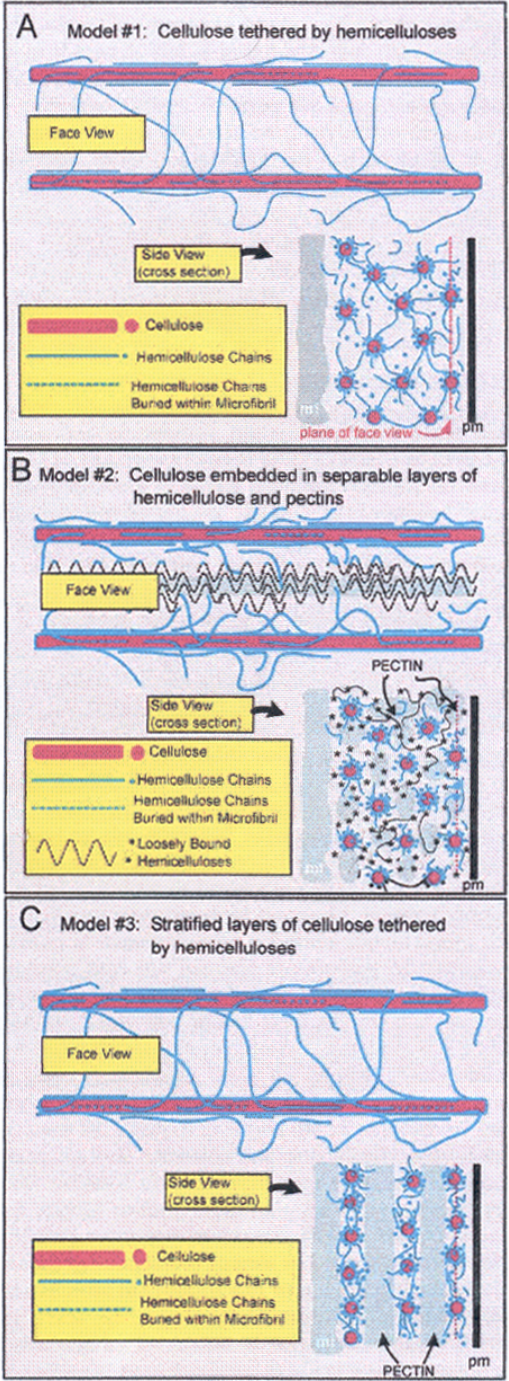 A Model #1: Cellulose tethered by hemicelluloses
Face View
Side View
(cross section)
Cellulose
Hemicellulose Chains
Hemicellulose Chains
Buried within Microfibril
ml
plane of face view
pm
B Model #2: Cellulose embedded in separable layers of
hemicellulose and pectins
Face View
PECTIN
Side View
(cross section)
Cellulose
Hemicellulose Chains
Hemicellulose Chains
Buried within Microfibril
Loosely Bound
Hemicelluloses
ml
pm
C Model #3: Stratified layers of cellulose tethered
by hemicelluloses
Face View
Side View
(cross section)
Cellulose
Hemicellulose Chains
Hemicellulose Chains
Buried within Microfibril
ml
pm
PECTIN